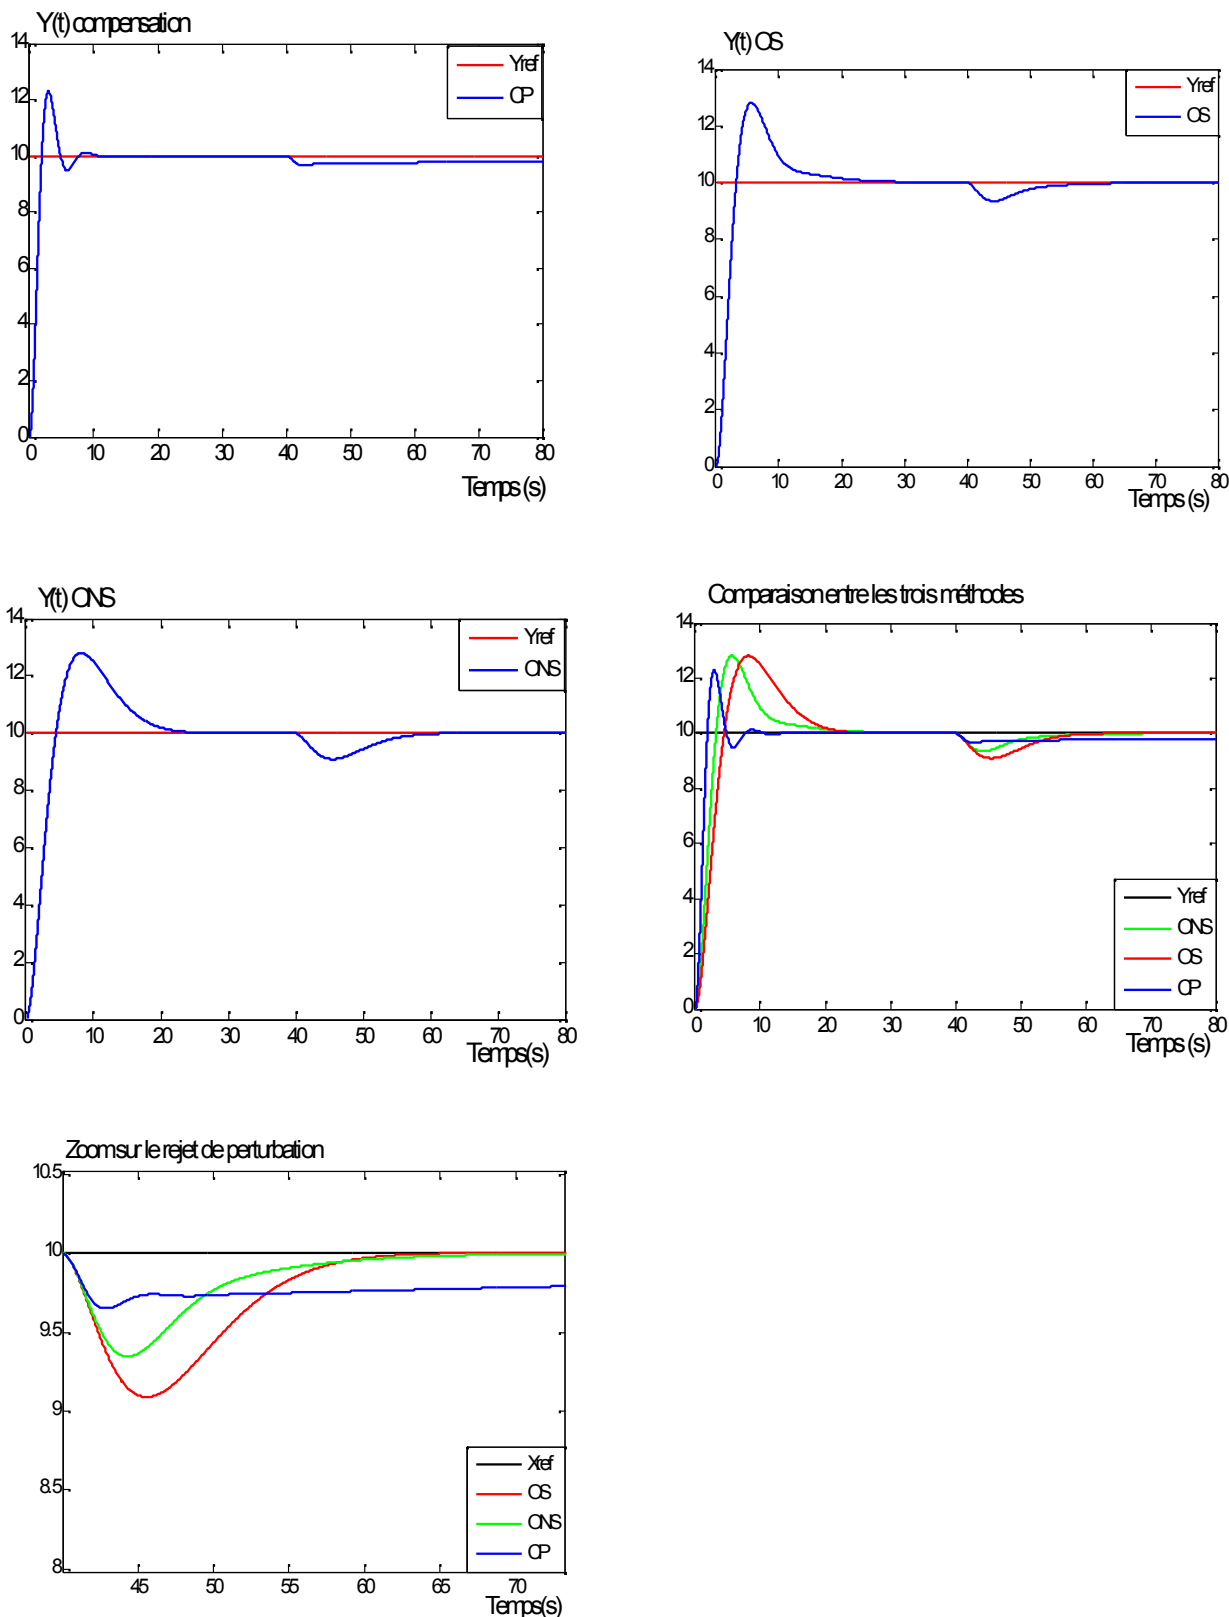 Y(t) compensation
14
12
10
8
6
4
2
0
0 10 20 30 40 50 60 70 80
Temps (s)
Yref
CP
Y(t) OS
14
12
10
8
6
4
2
0
0 10 20 30 40 50 60 70 80
Temps (s)
Yref
OS
Y(t) ONS
14
12
10
8
6
4
2
0
0 10 20 30 40 50 60 70 80
Temps(s)
Yref
ONS
Comparaison entre les trois méthodes
14
12
10
8
6
4
2
0
0 10 20 30 40 50 60 70 80
Temps (s)
Yref
ONS
OS
CP
Zoom sur le rejet de perturbation
10.5
10
9.5
9
8.5
8
45 50 55 60 65 70
Temps(s)
Xref
OS
ONS
CP